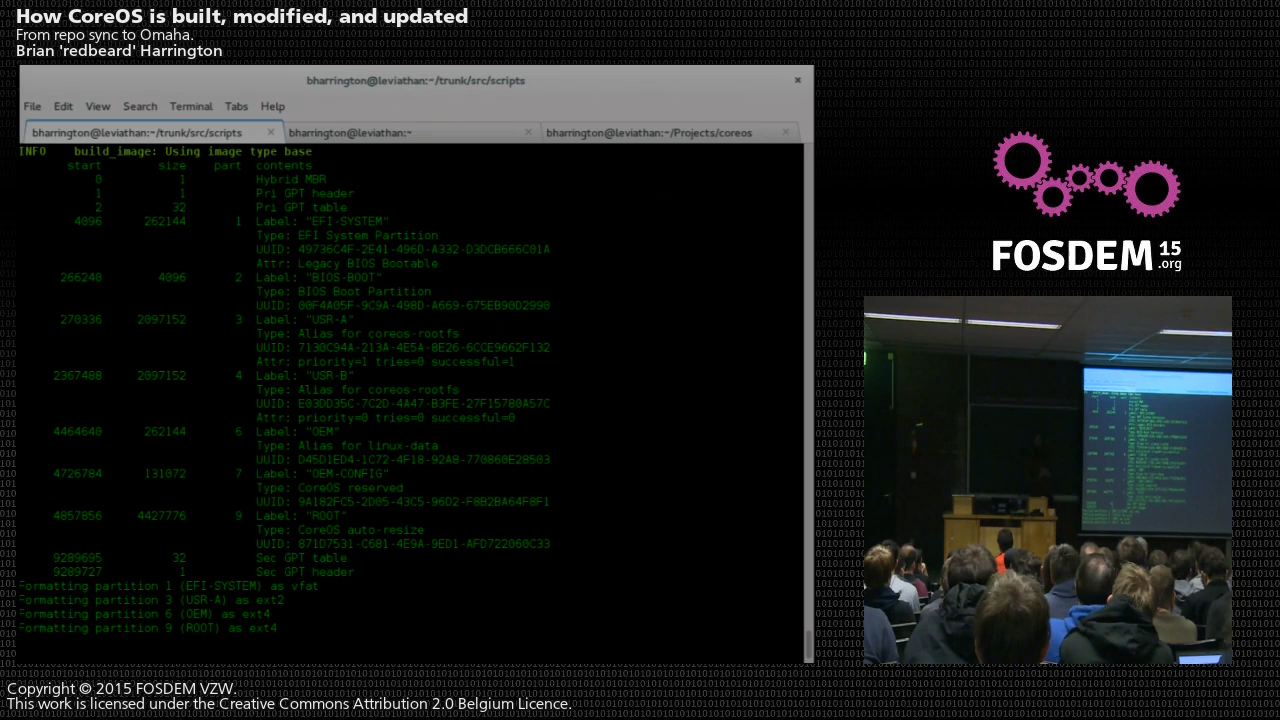 How CoreOS is built, modified, and updated
From repo sync to Omaha.
Brian 'redbeard' Harrington
bharrington@leviathan:~/trunk/src/scripts
File Edit View Search Terminal Tabs Help
bharrington@leviathan:~/trunk/src/scripts bharrington@leviathan:~ bharrington@leviathan:~/Projects/coreos
INFO build_image: Using image type base
start size part contents
0 1 Hybrid MBR
1 1 Pri GPT header
2 32 Pri GPT table
4096 262144 1 Label: "EFI-SYSTEM"
Type: EFI System Partition
UUID: 49736C4F-2E41-496D-A332-D3DCB666C01A
Attr: Legacy BIOS Bootable
266240 4096 2 Label: "BIOS-BOOT"
Type: BIOS Boot Partition
UUID: 00F4A05F-9C9A-498D-A669-675EB90D2990
270336 2097152 3 Label: "USR-A"
Type: Alias for coreos-rootfs
UUID: 7130C94A-213A-4E5A-8E26-6CCE9662F132
Attr: priority=1 tries=0 successful=1
2367488 2097152 4 Label: "USR-B"
Type: Alias for coreos-rootfs
UUID: E03DD35C-7C2D-4A47-B3FE-27F15780A57C
Attr: priority=0 tries=0 successful=0
4464640 262144 6 Label: "OEM"
Type: Alias for linux-data
UUID: D45D1ED4-1C72-4F18-92A8-770860E28503
4726784 131072 7 Label: "OEM-CONFIG"
Type: CoreOS reserved
UUID: 9A182FC5-2D05-43C5-96D2-F8B2BA64F8F1
4857856 4427776 9 Label: "ROOT"
Type: CoreOS auto-resize
UUID: 871D7531-C681-4E9A-9ED1-AFD722060C33
9289695 32 Sec GPT table
9289727 1 Sec GPT header
Formatting partition 1 (EFI-SYSTEM) as vfat
Formatting partition 3 (USR-A) as ext2
Formatting partition 6 (OEM) as ext4
Formatting partition 9 (ROOT) as ext4
FOSDEM 15 .org
Copyright © 2015 FOSDEM VZW.
This work is licensed under the Creative Commons Attribution 2.0 Belgium Licence.